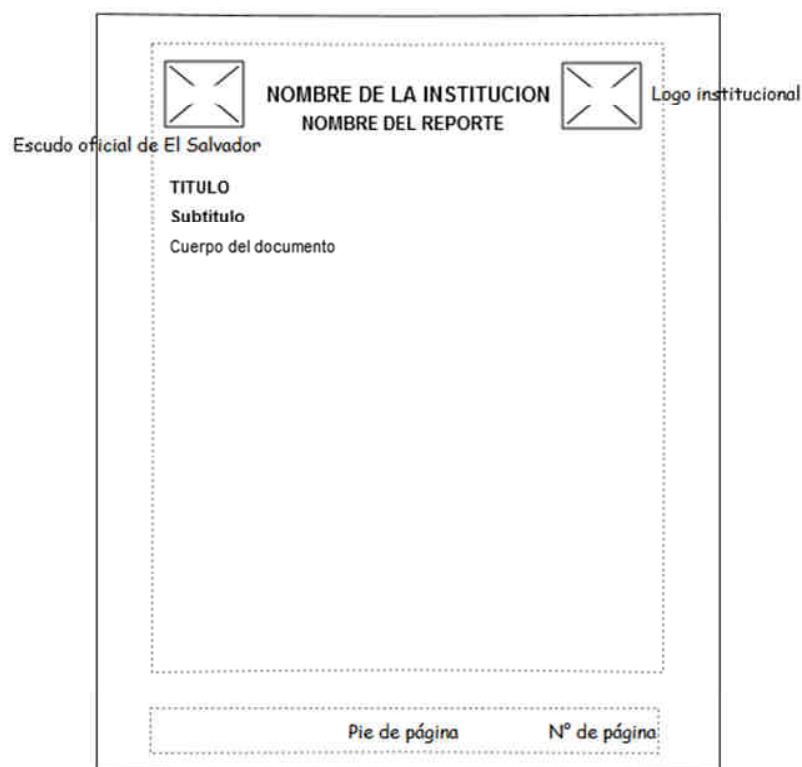 NOMBRE DE LA INSTITUCION
Logo institucional
NOMBRE DEL REPORTE
Escudo oficial de El Salvador
TITULO
Subtitulo
Cuerpo del documento
Pie de página
N° de página